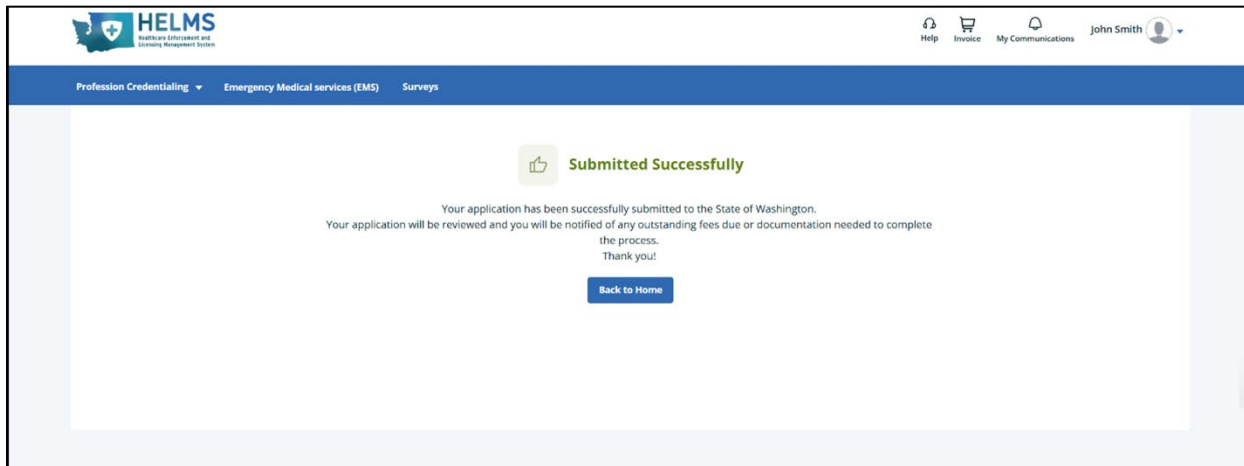 HELMS
Healthcare Enforcement and
Licensing Management System
Help
Invoice
My Communications
John Smith
Profession Credentialing
Emergency Medical services (EMS)
Surveys
Submitted Successfully
Your application has been successfully submitted to the State of Washington.
Your application will be reviewed and you will be notified of any outstanding fees due or documentation needed to complete
the process.
Thank you!
Back to Home